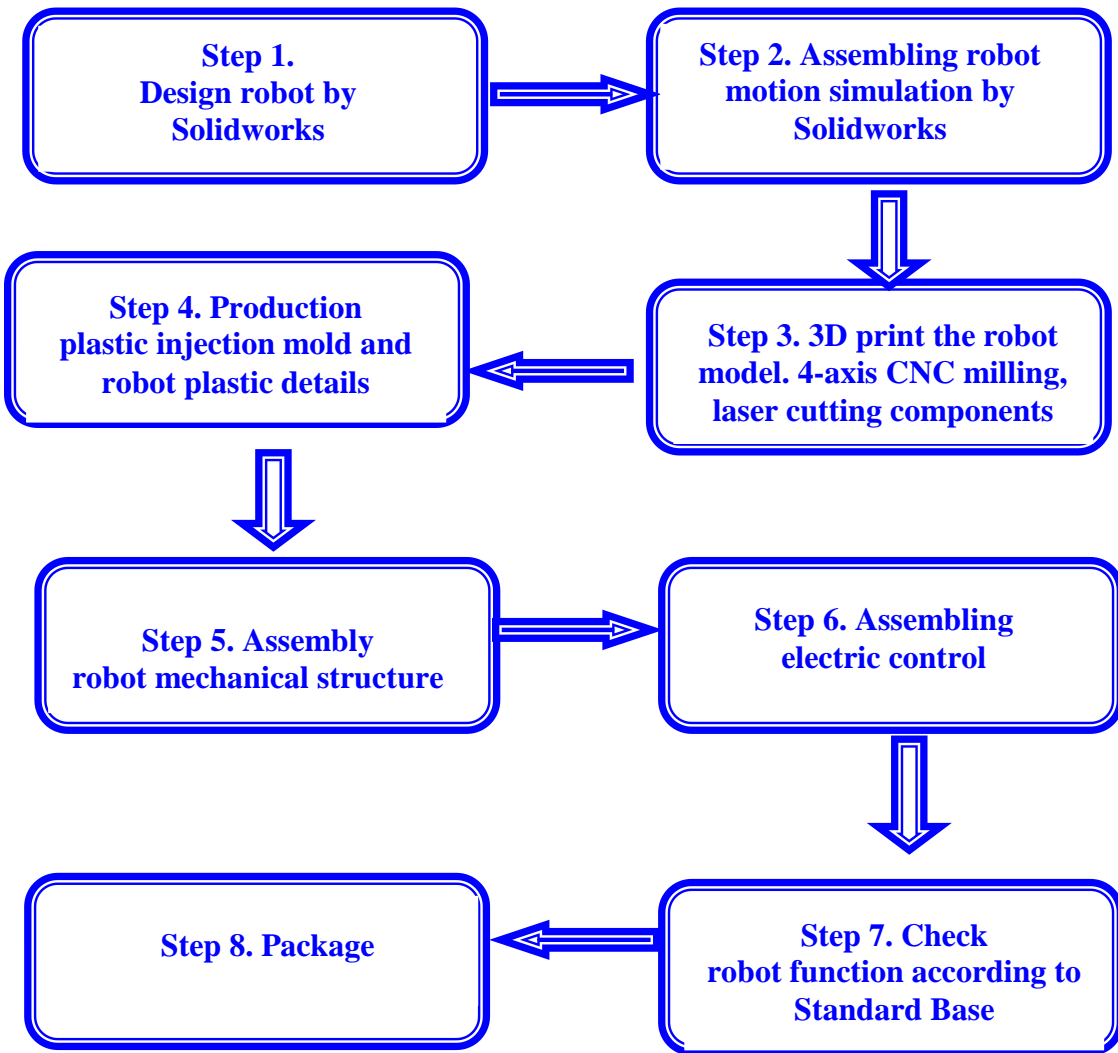 Step 1.
Design robot by
Solidworks
Step 2. Assembling robot
motion simulation by
Solidworks
Step 3. 3D print the robot
model. 4-axis CNC milling,
laser cutting components
Step 4. Production
plastic injection mold and
robot plastic details
Step 5. Assembly
robot mechanical structure
Step 6. Assembling
electric control
Step 7. Check
robot function according to
Standard Base
Step 8. Package